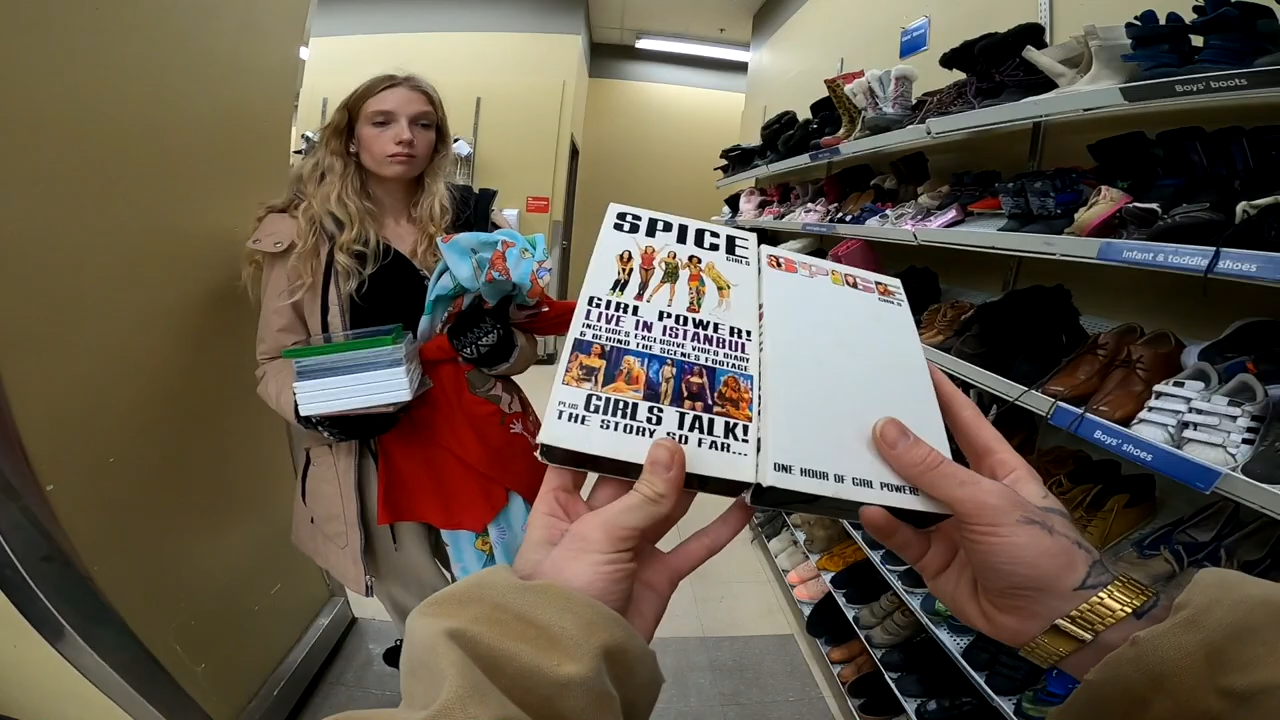 SPICE
GIRLS
GIRL POWER!
LIVE IN ISTANBUL
INCLUDES EXCLUSIVE VIDEO DIARY
& BEHIND THE SCENES FOOTAGE
PLUS GIRLS TALK!
THE STORY SO FAR...
SPICE
GIRLS
ONE HOUR OF GIRL POWER!
Boys' boots
Infant & toddler shoes
Boys' shoes